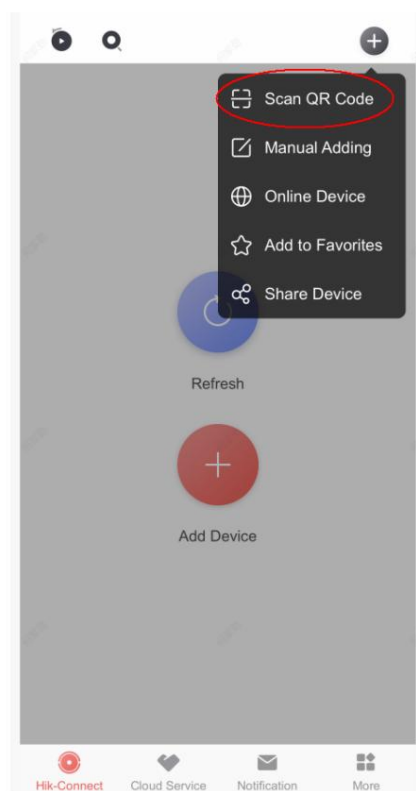 Scan QR Code
Manual Adding
Online Device
Add to Favorites
Share Device
Refresh
Add Device
Hik-Connect
Cloud Service
Notification
More